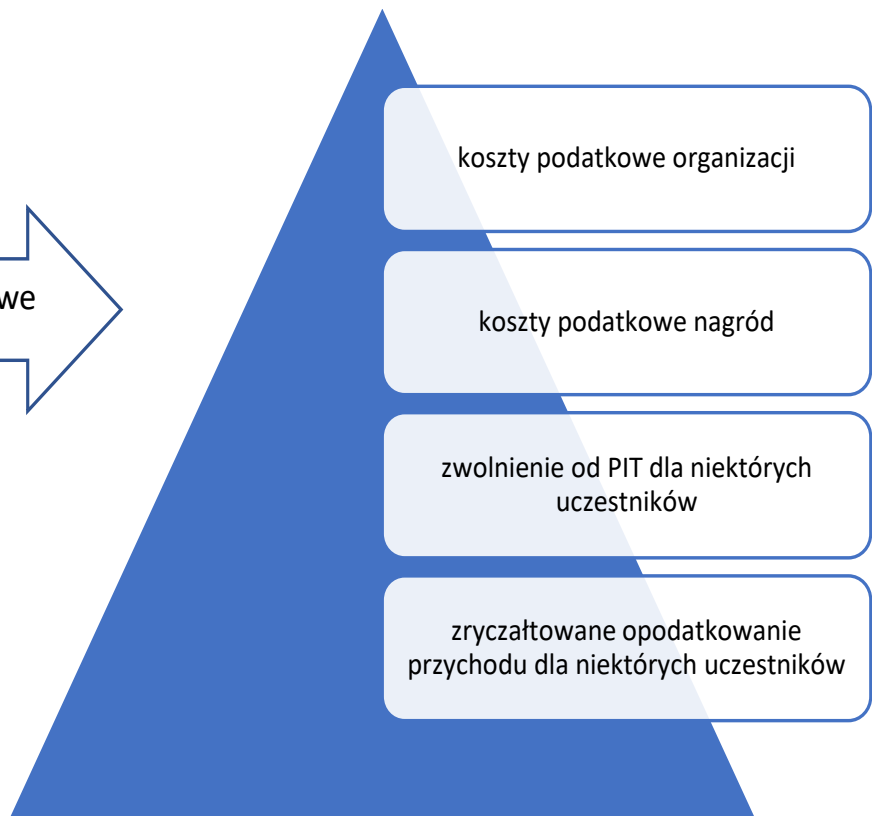 koszty podatkowe organizacji
we
koszty podatkowe nagród
zwolnienie od PIT dla niektórych
uczestników
zryczałtowane opodatkowanie
przychodu dla niektórych uczestników